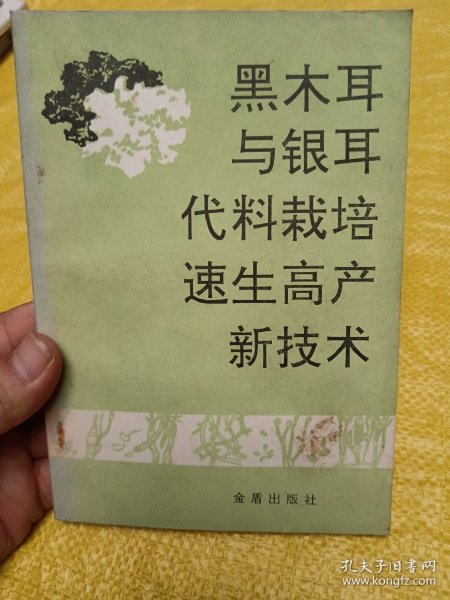 黑木耳
与银耳
代料栽培
速生高产
新技术
金盾出版社
孔夫子旧书网
www.kongfz.com